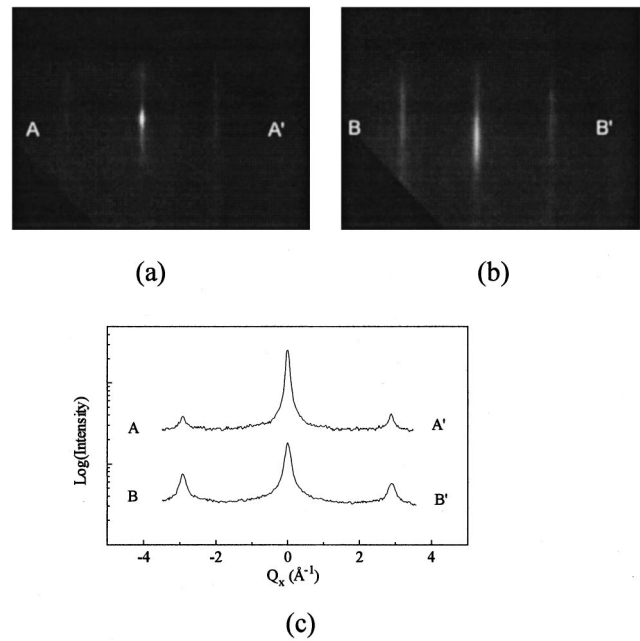 A A'
B B'
(a)
(b)
Log(Intensity)
A A'
B B'
-4 -2 0 2 4
Qx (Å-1)
(c)